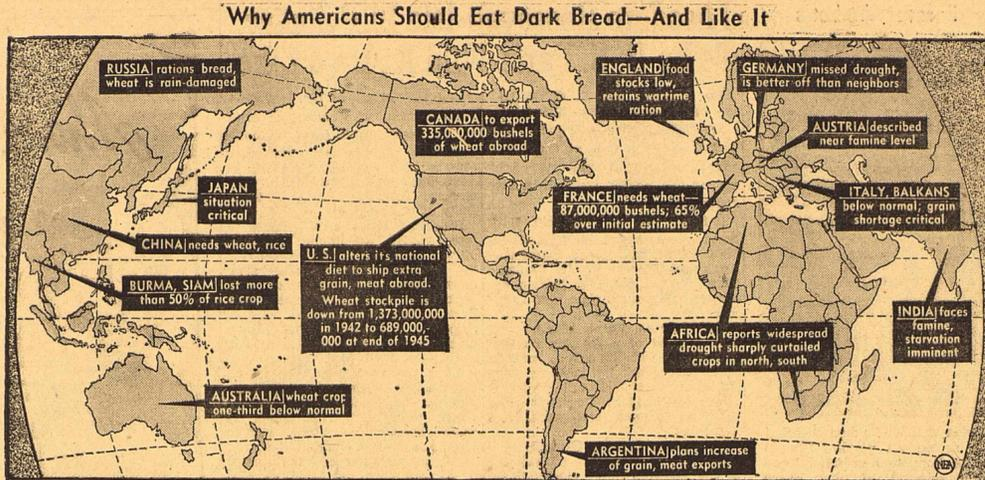 Why Americans Should Eat Dark Bread—And Like It
RUSSIA rations bread,
wheat is rain-damaged
CANADA to export
335,000,000 bushels
of wheat abroad
ENGLAND food
stocks low,
retains wartime
ration
GERMANY missed drought,
is better off than neighbors
AUSTRIA described
near famine level
JAPAN
situation
critical
FRANCE needs wheat—
87,000,000 bushels; 65%
over initial estimate
ITALY, BALKANS
below normal; grain
shortage critical
CHINA needs wheat, rice
U. S. alters its national
diet to ship extra
grain, meat abroad.
Wheat stockpile is
down from 1,373,000,000
in 1942 to 689,000,-
000 at end of 1945
BURMA, SIAM lost more
than 50% of rice crop
AFRICA reports widespread
drought sharply curtailed
crops in north, south
INDIA faces
famine,
starvation
imminent
AUSTRALIA wheat crop
one-third below normal
ARGENTINA plans increase
of grain, meat exports
NEA